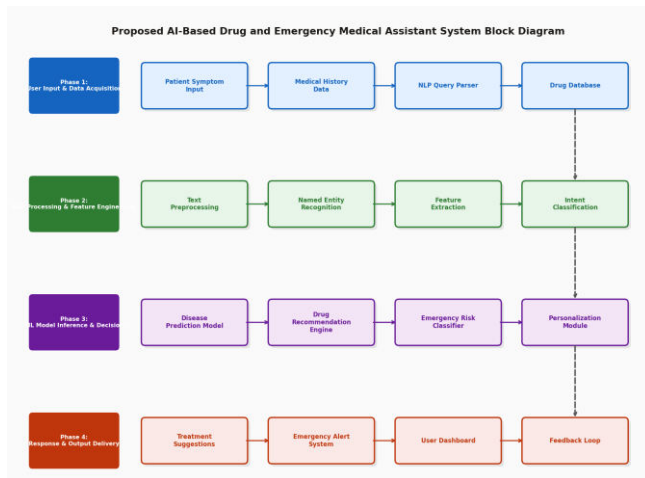 Proposed AI-Based Drug and Emergency Medical Assistant System Block Diagram
Phase 1:
User Input & Data Acquisition
Patient Symptom
Input
Medical History
Data
NLP Query Parser
Drug Database
Phase 2:
Processing & Feature Engine
Text
Preprocessing
Named Entity
Recognition
Feature
Extraction
Intent
Classification
Phase 3:
Model Inference & Decisio
Disease
Prediction Model
Drug
Recommendation
Engine
Emergency Risk
Classifier
Personalization
Module
Phase 4:
Response & Output Delivery
Treatment
Suggestions
Emergency Alert
System
User Dashboard
Feedback Loop